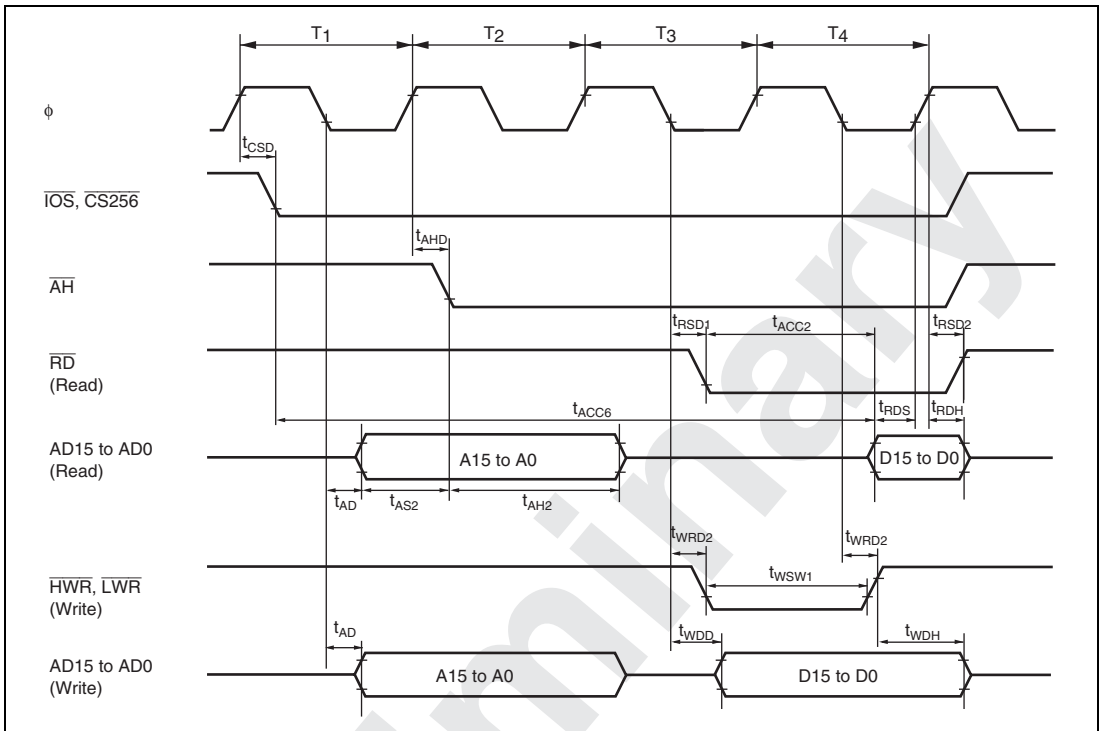 T1 T2 T3 T4
ϕ
tCSD
IOS, CS256
tAHD
AH
tRSD1 tACC2 tRSD2
RD
(Read)
tACC6 tRDS tRDH
AD15 to AD0
(Read)
A15 to A0 D15 to D0
tAD tAS2 tAH2
tWRD2 tWRD2
HWR, LWR
(Write)
tWSW1
tAD tWDD tWDH
AD15 to AD0
(Write)
A15 to A0 D15 to D0